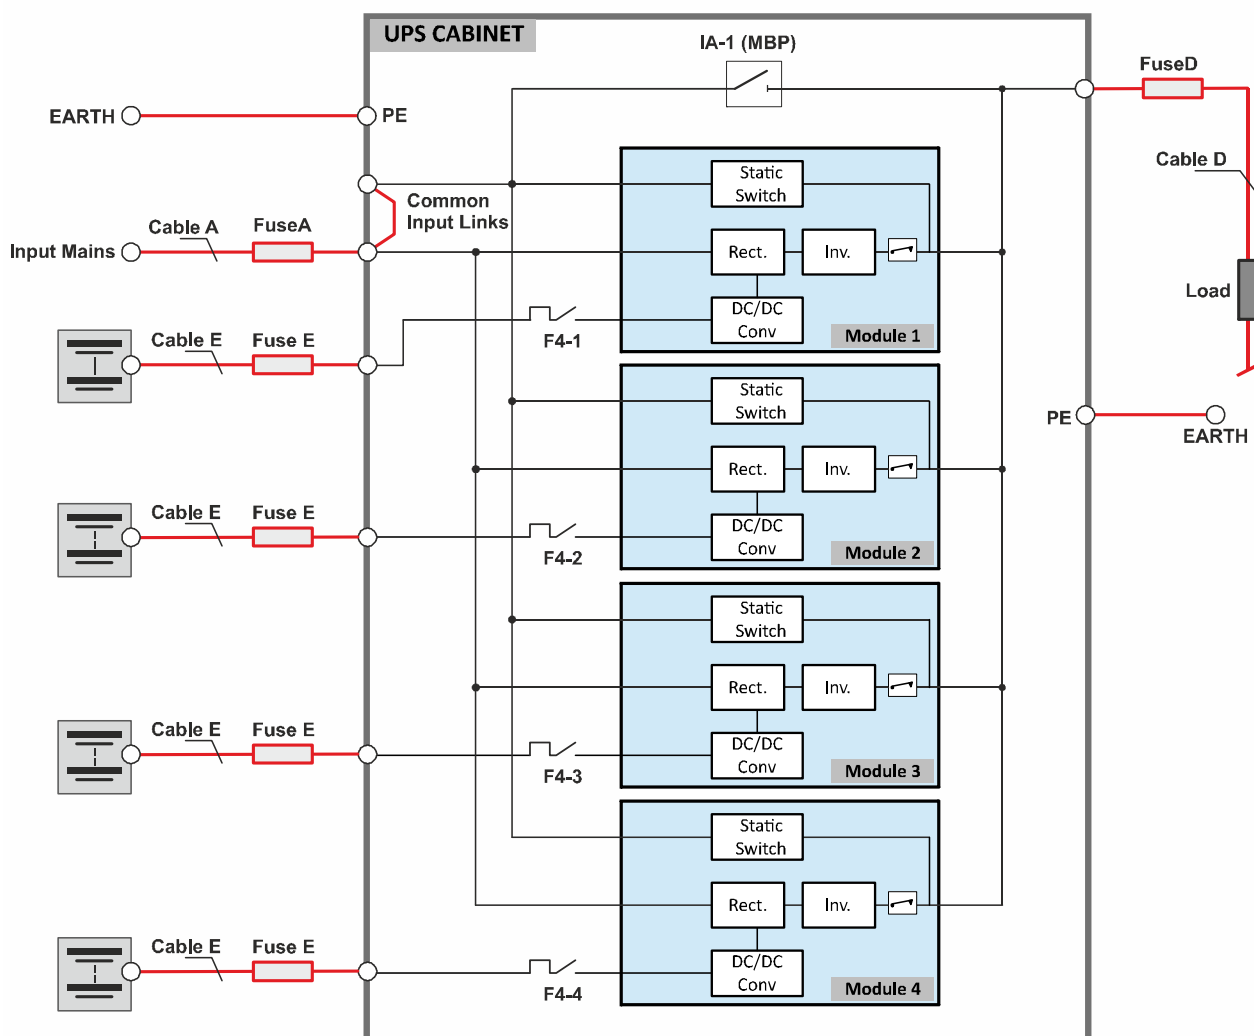 UPS CABINET
IA-1 (MBP)
FuseD
EARTH
PE
Cable D
Common
Input Links
Cable A
FuseA
Input Mains
Static
Switch
Rect.
Inv.
DC/DC
Conv
Module 1
F4-1
Load
Cable E
Fuse E
Static
Switch
Rect.
Inv.
DC/DC
Conv
Module 2
F4-2
PE
EARTH
Cable E
Fuse E
Static
Switch
Rect.
Inv.
DC/DC
Conv
Module 3
F4-3
Cable E
Fuse E
Static
Switch
Rect.
Inv.
DC/DC
Conv
Module 4
F4-4
Cable E
Fuse E